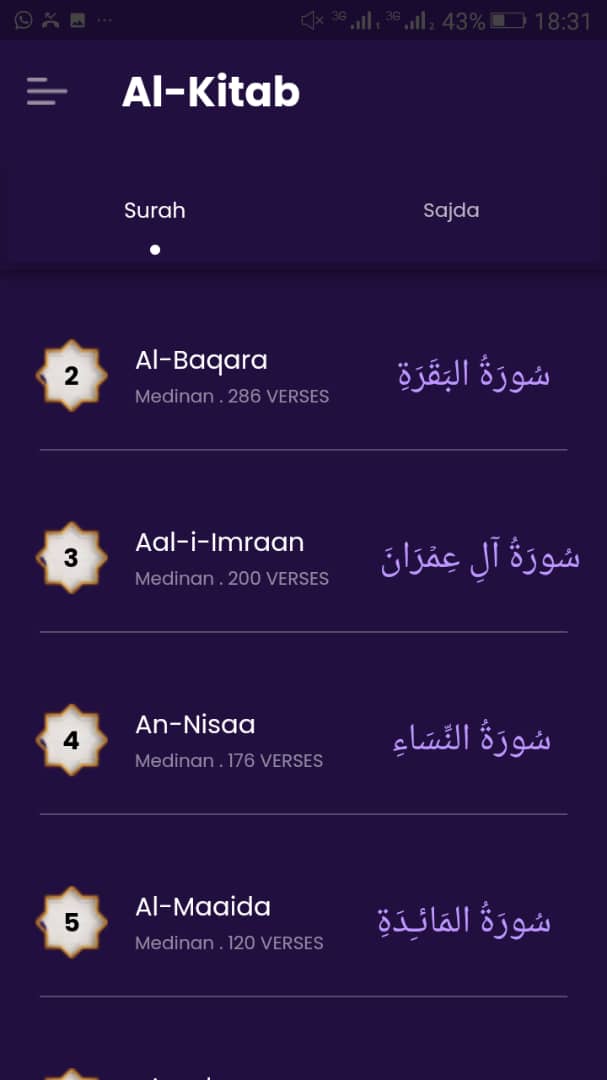 3G 1 3G 2 43% 18:31
Al-Kitab
Surah Sajda
2 Al-Baqara سُورَةُ البَقَرَةِ
Medinan . 286 VERSES
3 Aal-i-Imraan سُورَةُ آلِ عِمۡرَانَ
Medinan . 200 VERSES
4 An-Nisaa سُورَةُ النِّسَاءِ
Medinan . 176 VERSES
5 Al-Maaida سُورَةُ المَائـِدَةِ
Medinan . 120 VERSES